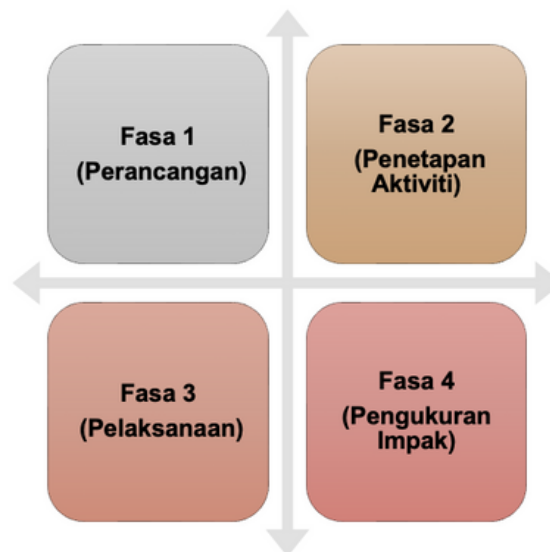 Fasa 1
(Perancangan)
Fasa 2
(Penetapan
Aktiviti)
Fasa 3
(Pelaksanaan)
Fasa 4
(Pengukuran
Impak)